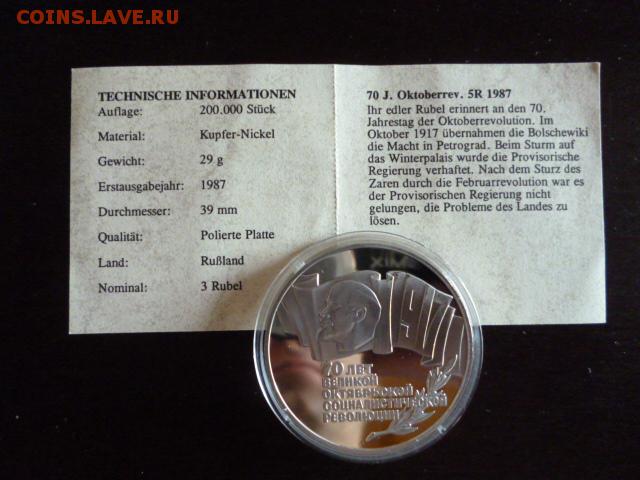 COINS.LAVE.RU
TECHNISCHE INFORMATIONEN
Auflage: 200.000 Stück
Material: Kupfer-Nickel
Gewicht: 29 g
Erstausgabejahr: 1987
Durchmesser: 39 mm
Qualität: Polierte Platte
Land: Rußland
Nominal: 3 Rubel
70 J. Oktoberrev. 5R 1987
Ihr edler Rubel erinnert an den 70.
Jahrestag der Oktoberrevolution. Im
Oktober 1917 übernahmen die Bolschewiki
die Macht in Petrograd. Beim Sturm auf
das Winterpalais wurde die Provisorische
Regierung verhaftet. Nach dem Sturz des
Zaren durch die Februarrevolution war es
der Provisorischen Regierung nicht
gelungen, die Probleme des Landes zu
lösen.
1917
70 ЛЕТ
ВЕЛИКОЙ
ОКТЯБРЬСКОЙ
СОЦИАЛИСТИЧЕСКОЙ
РЕВОЛЮЦИИ